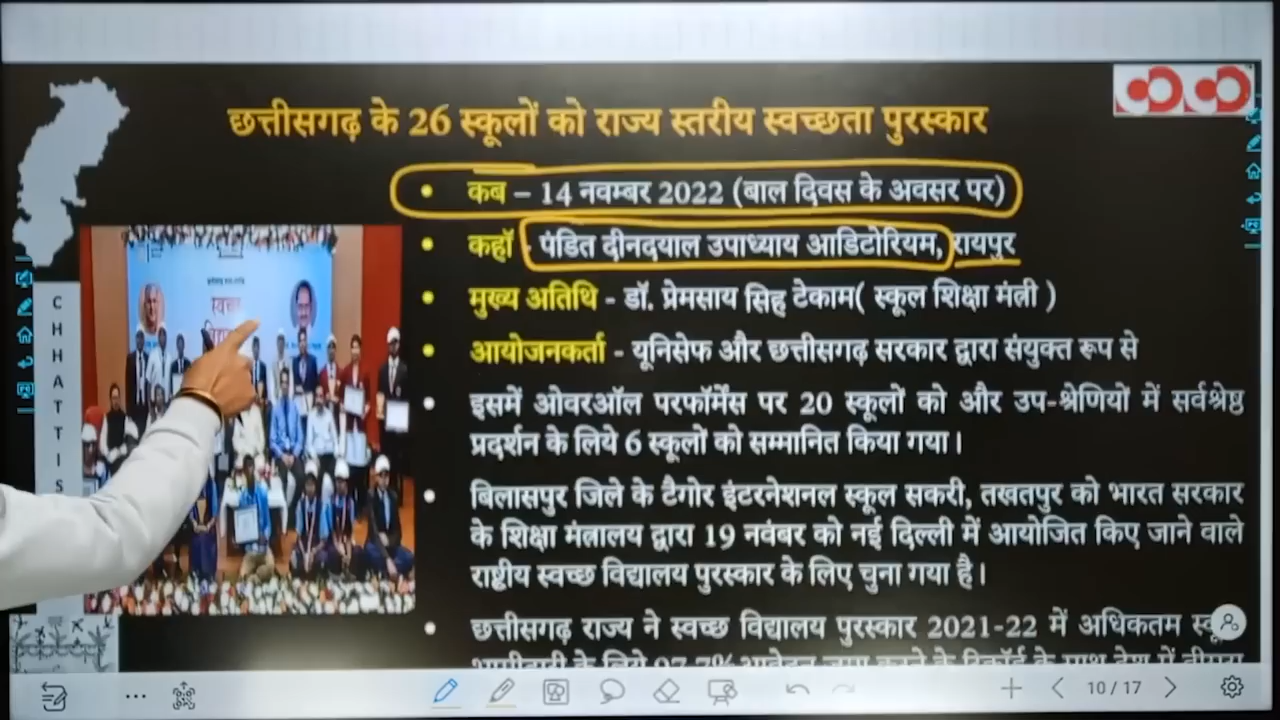 छत्तीसगढ़ के 26 स्कूलों को राज्य स्तरीय स्वच्छता पुरस्कार
• कब – 14 नवम्बर 2022 (बाल दिवस के अवसर पर)
• कहाँ - पंडित दीनदयाल उपाध्याय आडिटोरियम, रायपुर
• मुख्य अतिथि - डॉ. प्रेमसाय सिंह टेकाम( स्कूल शिक्षा मंत्री )
• आयोजनकर्ता - यूनिसेफ और छत्तीसगढ़ सरकार द्वारा संयुक्त रूप से
• इसमें ओवरऑल परफॉर्मेंस पर 20 स्कूलों को और उप-श्रेणियों में सर्वश्रेष्ठ
प्रदर्शन के लिये 6 स्कूलों को सम्मानित किया गया।
• बिलासपुर जिले के टैगोर इंटरनेशनल स्कूल सकरी, तखतपुर को भारत सरकार
के शिक्षा मंत्रालय द्वारा 19 नवंबर को नई दिल्ली में आयोजित किए जाने वाले
राष्ट्रीय स्वच्छ विद्यालय पुरस्कार के लिए चुना गया है।
• छत्तीसगढ़ राज्य ने स्वच्छ विद्यालय पुरस्कार 2021-22 में अधिकतम
CHHATTIS
स्वच्छ
10 / 17